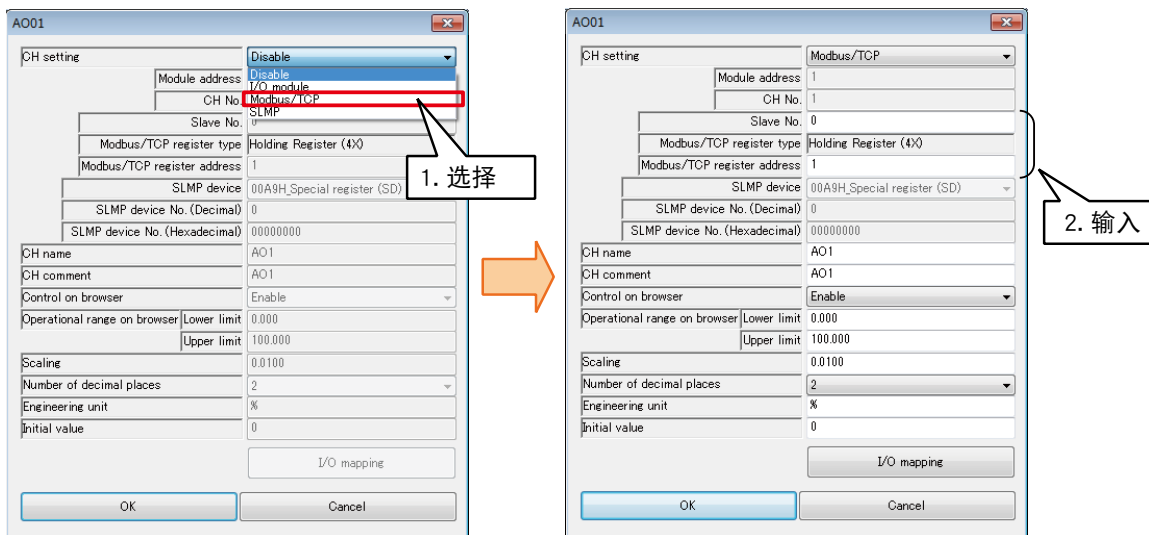 AO01
CH setting Disable
Disable
Module address I/O module
CH No. Modbus/TCP
SLMP
Slave No. 0
Modbus/TCP register type Holding Register (4X)
Modbus/TCP register address 1
SLMP device 00A9H_Special register (SD)
SLMP device No.(Decimal) 0
SLMP device No.(Hexadecimal) 00000000
CH name AO1
CH comment AO1
Control on browser Enable
Operational range on browser Lower limit 0.000
Upper limit 100.000
Scaling 0.0100
Number of decimal places 2
Engineering unit %
Initial value 0
I/O mapping
OK Cancel
1. 选择
AO01
CH setting Modbus/TCP
Module address 1
CH No. 1
Slave No. 0
Modbus/TCP register type Holding Register (4X)
Modbus/TCP register address 1
SLMP device 00A9H_Special register (SD)
SLMP device No.(Decimal) 0
SLMP device No.(Hexadecimal) 00000000
CH name AO1
CH comment AO1
Control on browser Enable
Operational range on browser Lower limit 0.000
Upper limit 100.000
Scaling 0.0100
Number of decimal places 2
Engineering unit %
Initial value 0
I/O mapping
OK Cancel
2. 输入